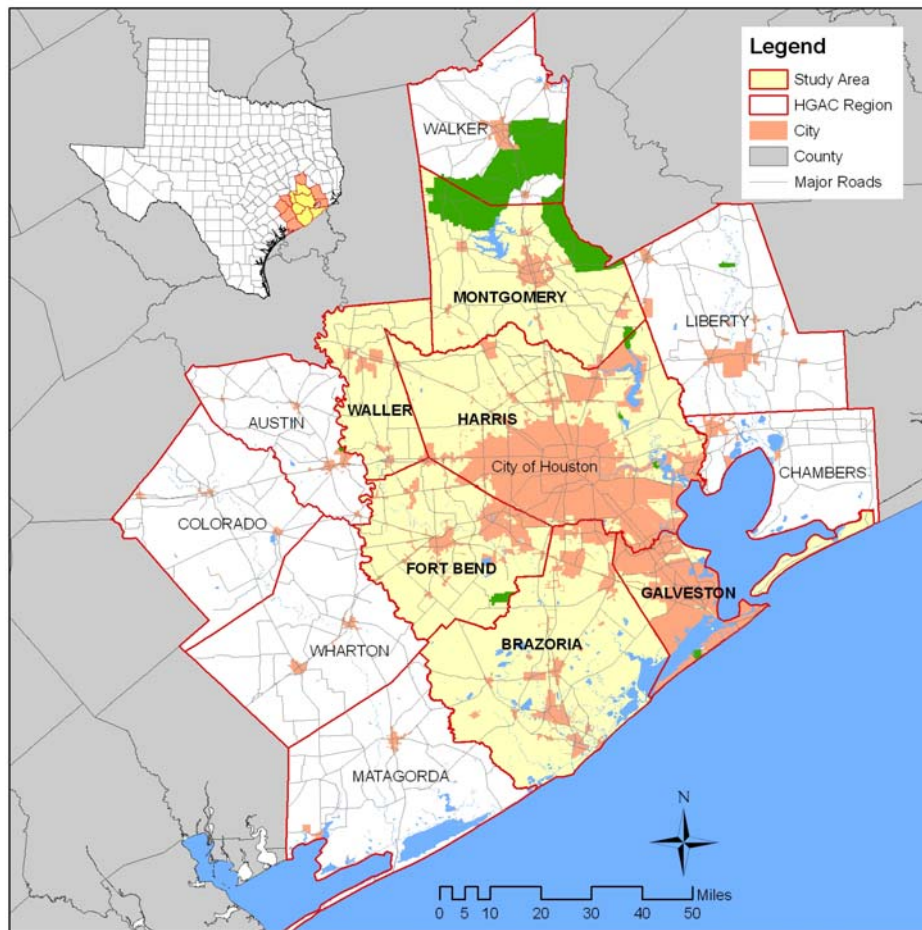 Legend
Study Area
HGAC Region
City
County
Major Roads
WALKER
MONTGOMERY
LIBERTY
AUSTIN
WALLER
HARRIS
City of Houston
CHAMBERS
COLORADO
FORT BEND
GALVESTON
WHARTON
BRAZORIA
MATAGORDA
N
Miles
0 5 10 20 30 40 50